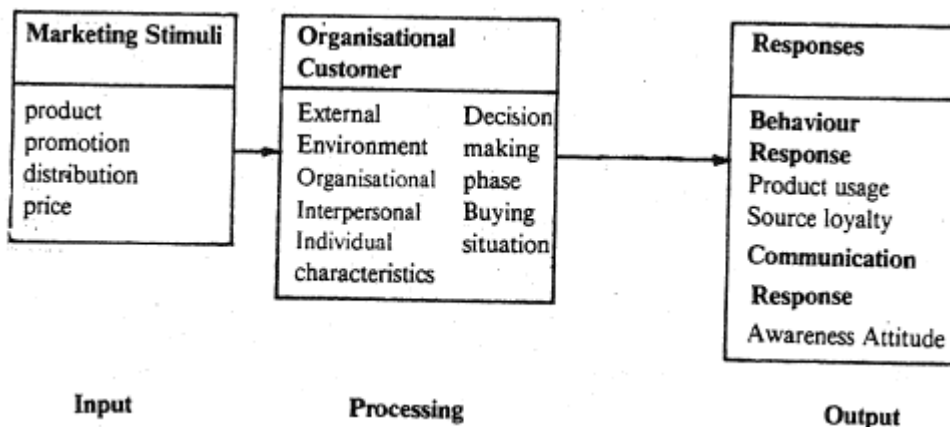 Marketing Stimuli
product
promotion
distribution
price
Organisational
Customer
External
Environment
Organisational
Interpersonal
Individual
characteristics
Decision
making
phase
Buying
situation
Responses
Behaviour
Response
Product usage
Source loyalty
Communication
Response
Awareness Attitude
Input
Processing
Output